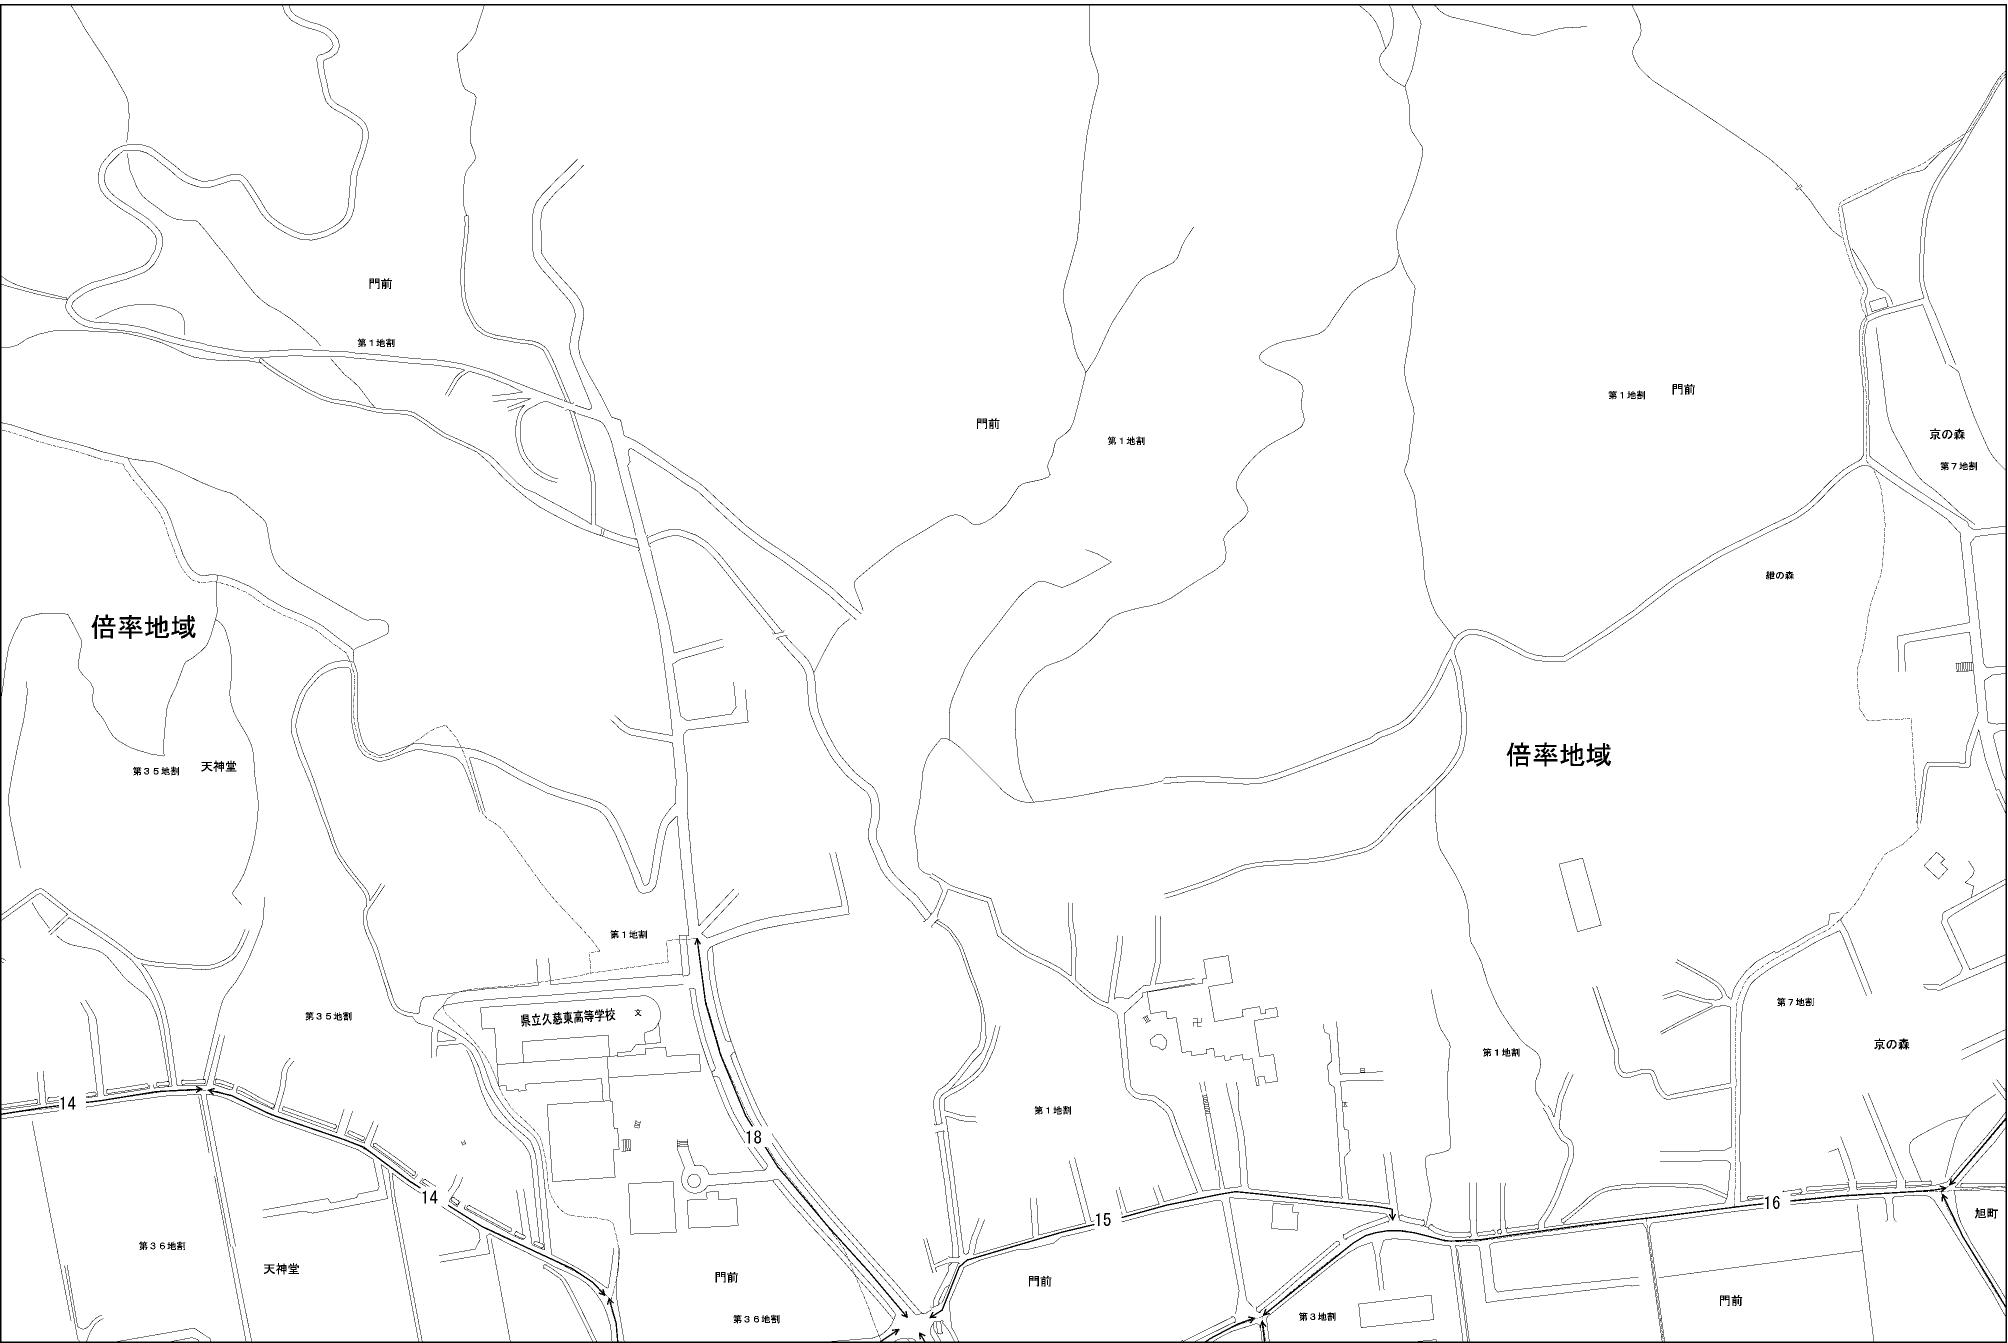 門前
第１地割
門前
第１地割
第１地割
門前
京の森
第７地割
倍率地域
倍率地域
第３５地割
天神堂
第１地割
第３５地割
県立久慈東高等学校
文
第７地割
京の森
第１地割
第１地割
14
14
18
15
16
旭町
第３６地割
天神堂
門前
第３６地割
門前
第３地割
門前